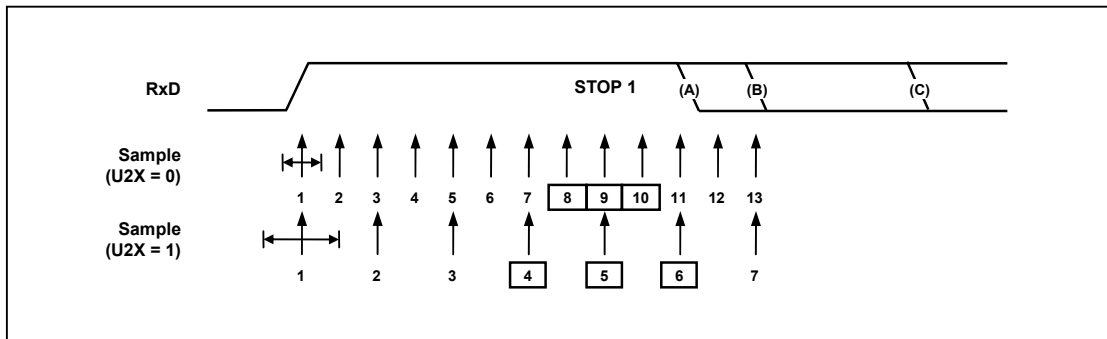 RxD STOP 1 (A) (B) (C)
Sample
(U2X = 0)
1 2 3 4 5 6 7 8 9 10 11 12 13
Sample
(U2X = 1)
1 2 3 4 5 6 7